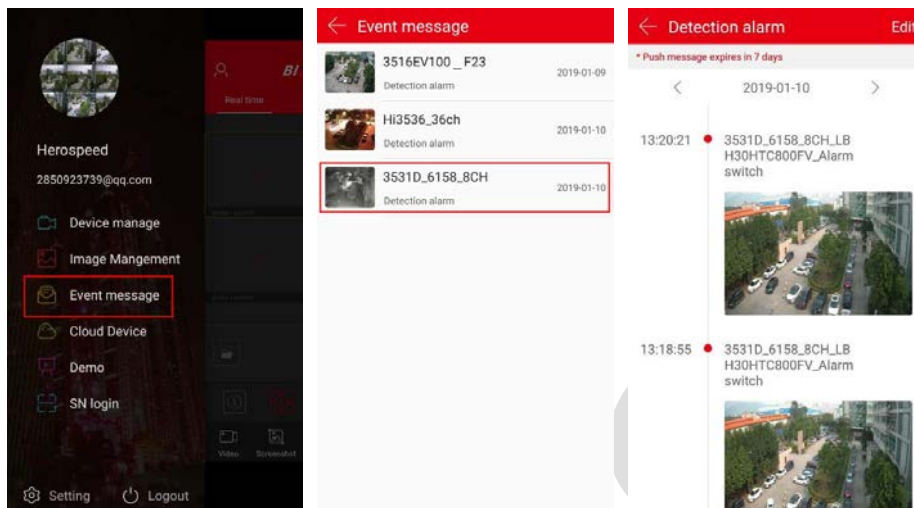 Herospeed
2850923739@qq.com
Device manage
Image Mangement
Event message
Cloud Device
Demo
SN login
Setting
Logout
BI
Real time
Video
Screenshot
Event message
3516EV100 _ F23
Detection alarm
2019-01-09
Hi3536_36ch
Detection alarm
2019-01-10
3531D_6158_8CH
Detection alarm
2019-01-10
Detection alarm
Edit
* Push message expires in 7 days
2019-01-10
13:20:21
3531D_6158_8CH_LB
H30HTC800FV_Alarm
switch
13:18:55
3531D_6158_8CH_LB
H30HTC800FV_Alarm
switch